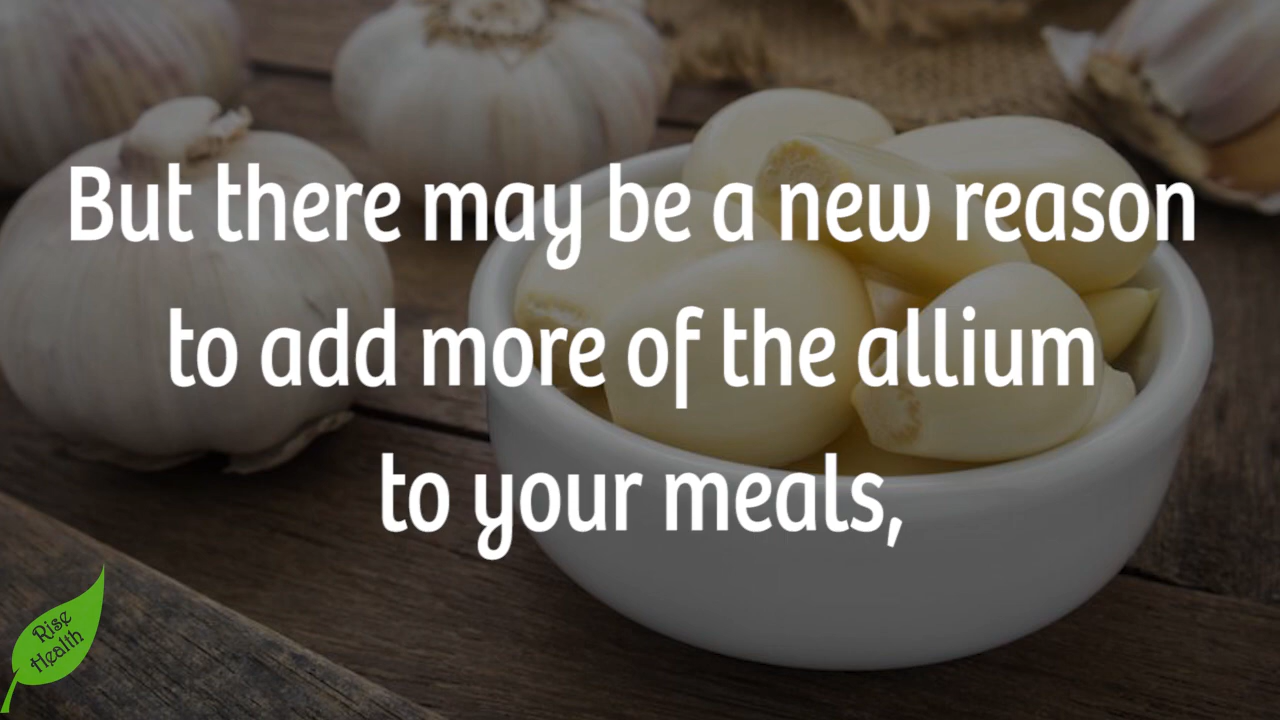 But there may be a new reason
to add more of the allium
to your meals,
Rise
Health